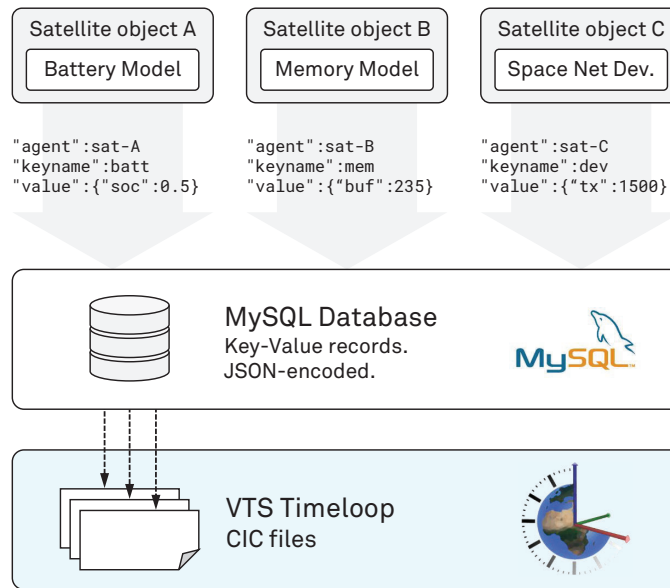 Satellite object A
Battery Model
Satellite object B
Memory Model
Satellite object C
Space Net Dev.
"agent":sat-A
"keyname":batt
"value":{"soc":0.5}
"agent":sat-B
"keyname":mem
"value":{“buf":235}
"agent":sat-C
"keyname":dev
"value":{“tx":1500}
MySQL Database
Key-Value records.
JSON-encoded.
MySQL
VTS Timeloop
CIC files